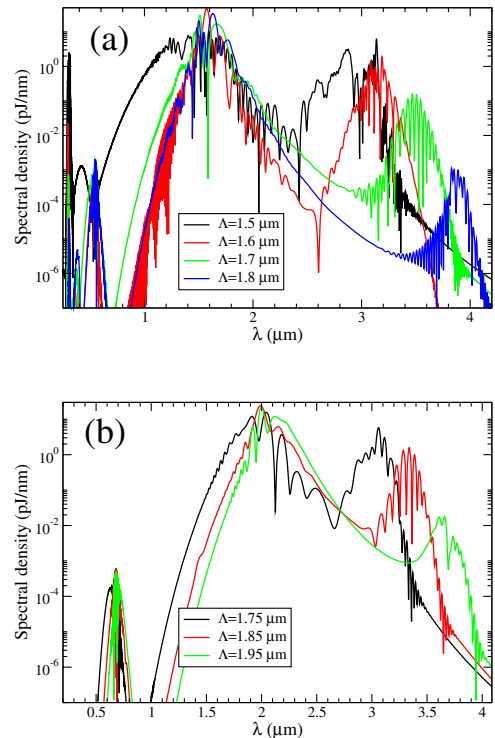 (a)
Spectral density (pJ/nm)
10^0
10^-2
10^-4
10^-6
Λ=1.5 μm
Λ=1.6 μm
Λ=1.7 μm
Λ=1.8 μm
1 2 3 4
λ (μm)
(b)
Spectral density (pJ/nm)
10^0
10^-2
10^-4
10^-6
Λ=1.75 μm
Λ=1.85 μm
Λ=1.95 μm
0.5 1 1.5 2 2.5 3 3.5 4
λ (μm)